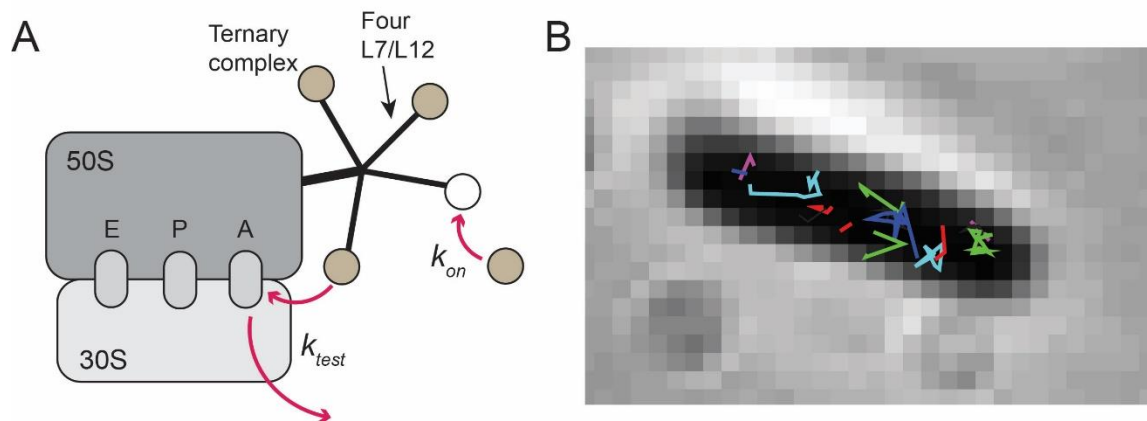 A
Ternary
complex
Four
L7/L12
50S
E P A
30S
k_on
k_test
B